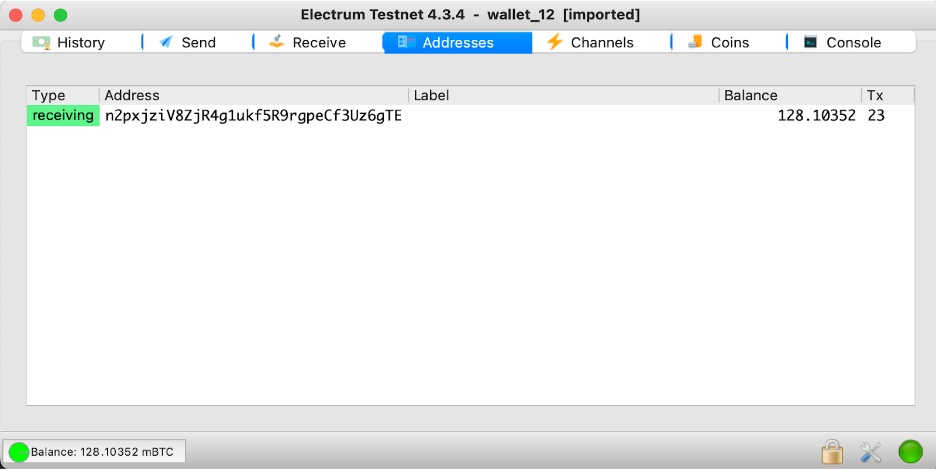 Electrum Testnet 4.3.4 - wallet_12 [imported]
History Send Receive Addresses Channels Coins Console
Type Address Label Balance Tx
receiving n2pxjziV8ZjR4g1ukf5R9rgpeCf3Uz6gTE 128.10352 23
Balance: 128.10352 mBTC